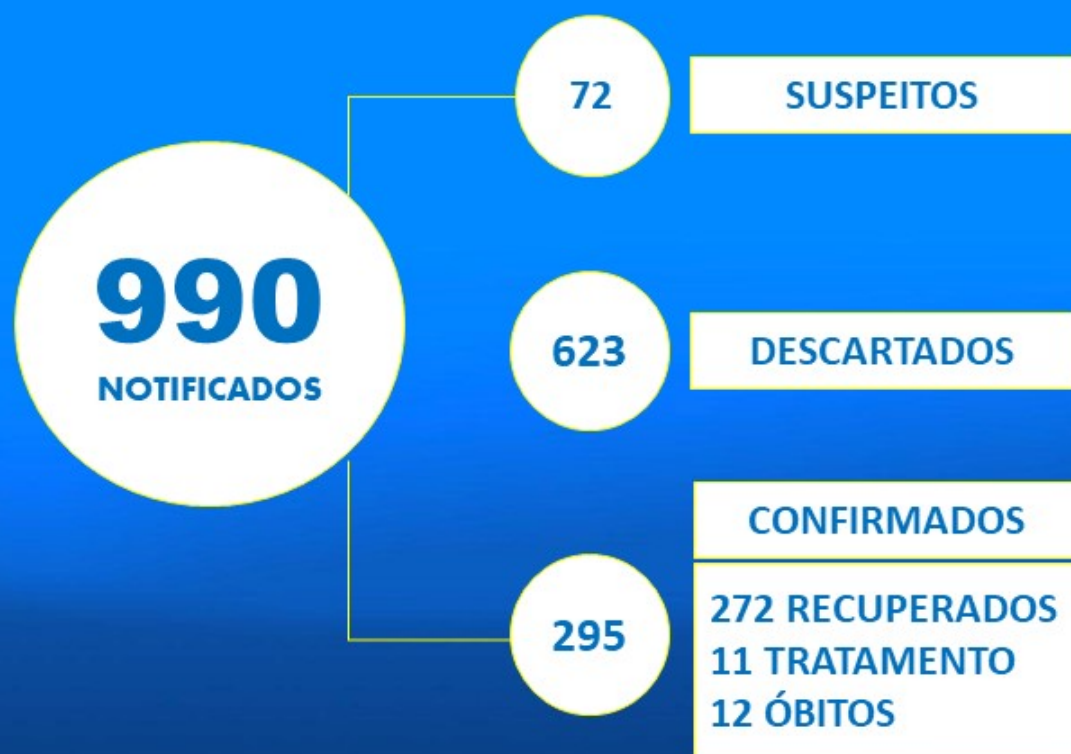 990
NOTIFICADOS
72
SUSPEITOS
623
DESCARTADOS
295
CONFIRMADOS
272 RECUPERADOS
11 TRATAMENTO
12 ÓBITOS